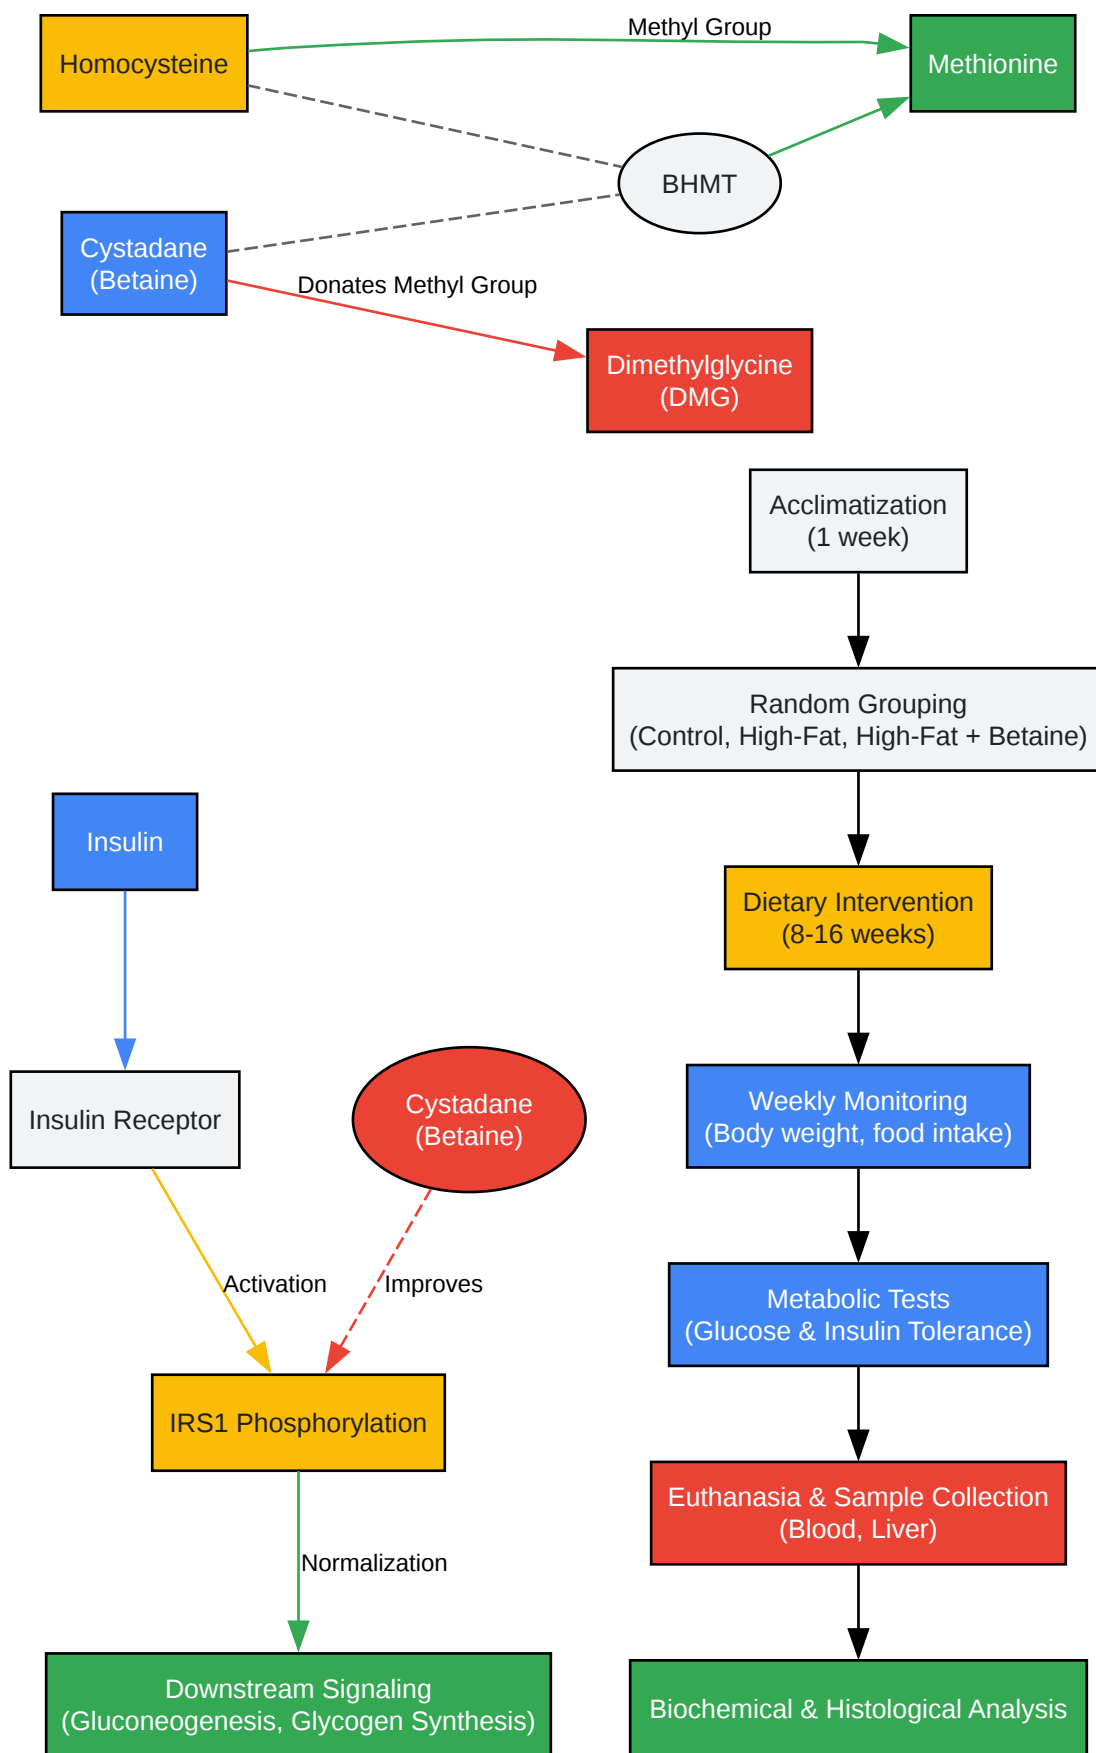 Homocysteine
Methyl Group
Methionine
BHMT
Cystadane
(Betaine)
Donates Methyl Group
Dimethylglycine
(DMG)
Acclimatization
(1 week)
Random Grouping
(Control, High-Fat, High-Fat + Betaine)
Dietary Intervention
(8-16 weeks)
Weekly Monitoring
(Body weight, food intake)
Metabolic Tests
(Glucose & Insulin Tolerance)
Euthanasia & Sample Collection
(Blood, Liver)
Biochemical & Histological Analysis
Insulin
Insulin Receptor
Cystadane
(Betaine)
Activation
Improves
IRS1 Phosphorylation
Normalization
Downstream Signaling
(Gluconeogenesis, Glycogen Synthesis)